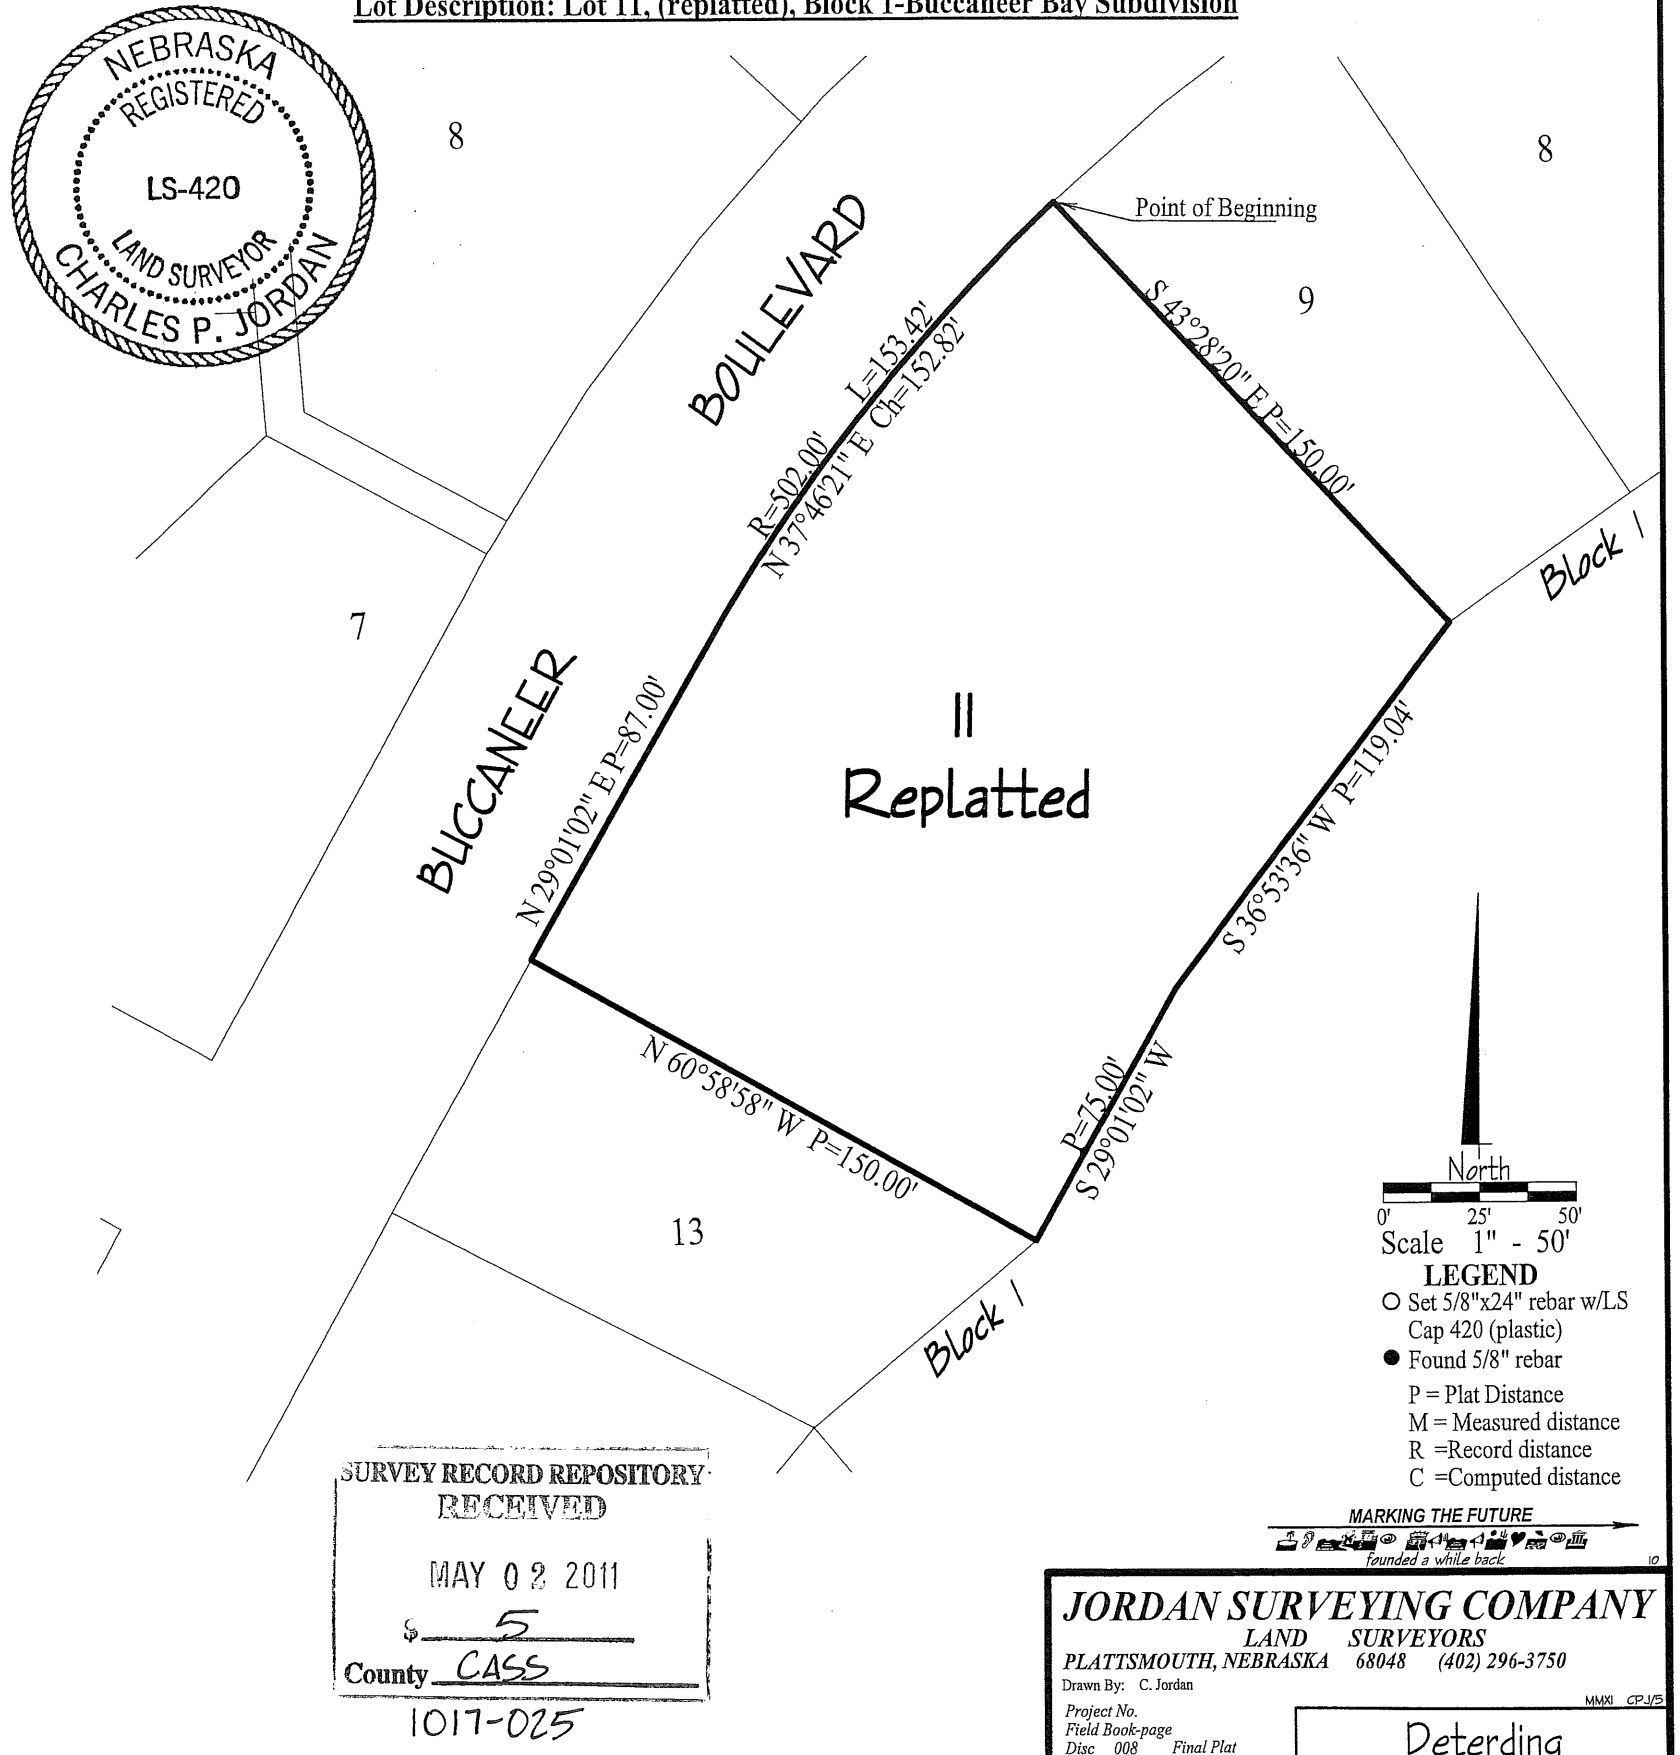 Lot Description: Lot 11, (replatted), Block 1-Buccaneer Bay Subdivision
NEBRASKA
REGISTERED
LS-420
LAND SURVEYOR
CHARLES P. JORDAN
8
8
Point of Beginning
9
S 43°28'20" E P=150.00'
BOULEVARD
L=153.42'
R=502.00'
N 37°46'21" E Ch=152.82'
Block 1
7
BUCCANEER
N 29°01'02" E P=87.00'
11
Replatted
S 36°53'36" W P=119.04'
N 60°58'58" W P=150.00'
P=75.00'
S 29°01'02" W
13
Block 1
North
0' 25' 50'
Scale 1" - 50'
LEGEND
Set 5/8"x24" rebar w/LS
Cap 420 (plastic)
Found 5/8" rebar
P = Plat Distance
M = Measured distance
R =Record distance
C =Computed distance
MARKING THE FUTURE
founded a while back
10
SURVEY RECORD REPOSITORY
RECEIVED
MAY 02 2011
$ 5
County CASS
1017-025
JORDAN SURVEYING COMPANY
LAND SURVEYORS
PLATTSMOUTH, NEBRASKA 68048 (402) 296-3750
Drawn By: C. Jordan
MMXI CPJ/5
Project No.
Field Book-page
Disc 008 Final Plat
Deterding